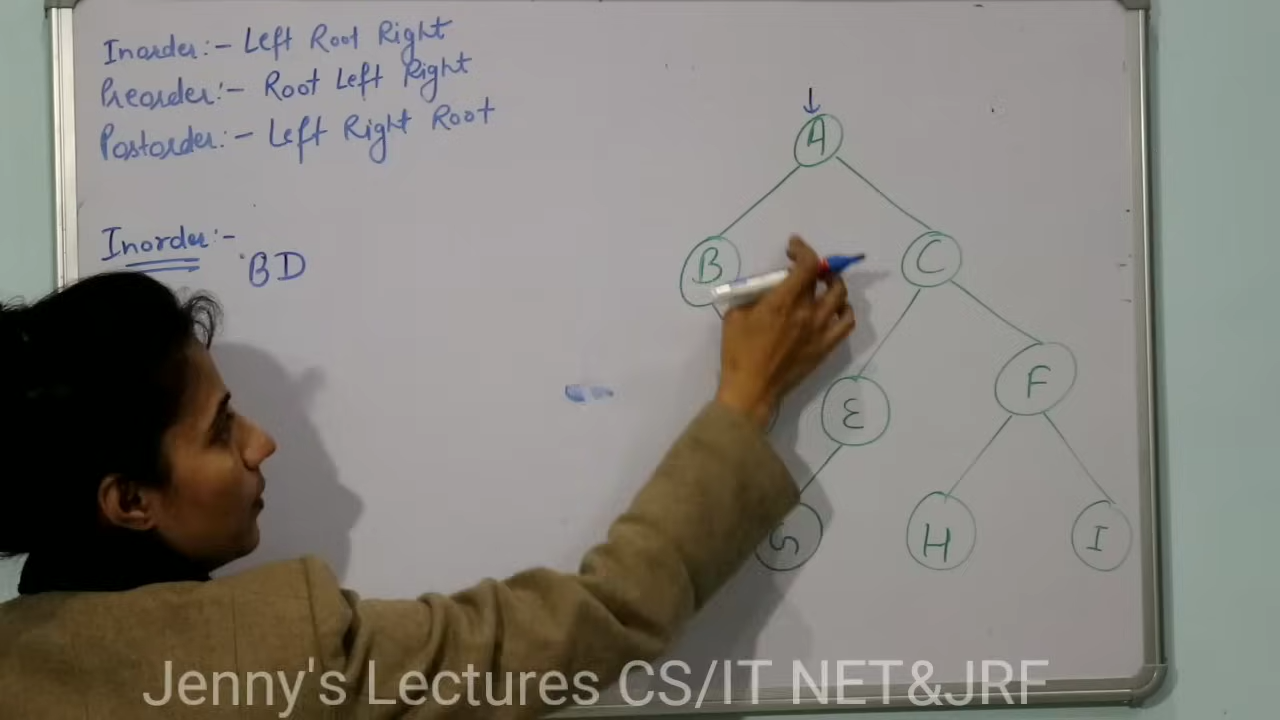 Inorder:- Left Root Right
Preorder:- Root Left Right
Postorder:- Left Right Root
Inorder:-
BD
A
B
C
E
F
G
H
I
Jenny's Lectures CS/IT NET&JRF